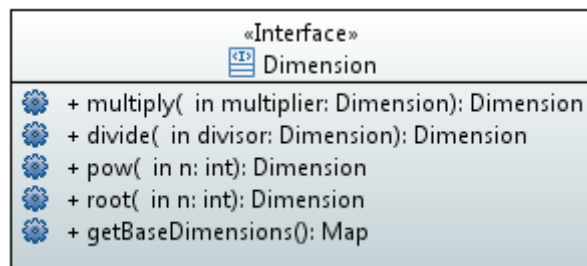 «Interface»
<I> Dimension
+ multiply( in multiplier: Dimension): Dimension
+ divide( in divisor: Dimension): Dimension
+ pow( in n: int): Dimension
+ root( in n: int): Dimension
+ getBaseDimensions(): Map